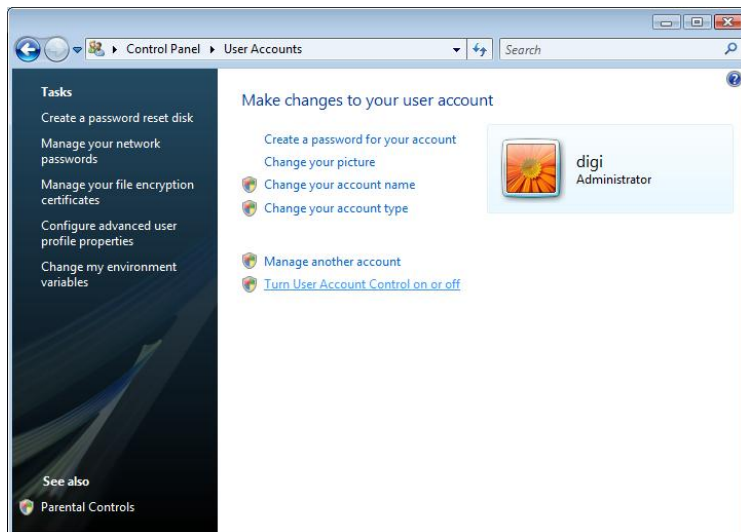 Control Panel
User Accounts
Search
Tasks
Create a password reset disk
Manage your network
passwords
Manage your file encryption
certificates
Configure advanced user
profile properties
Change my environment
variables
See also
Parental Controls
Make changes to your user account
Create a password for your account
Change your picture
Change your account name
Change your account type
Manage another account
Turn User Account Control on or off
digi
Administrator